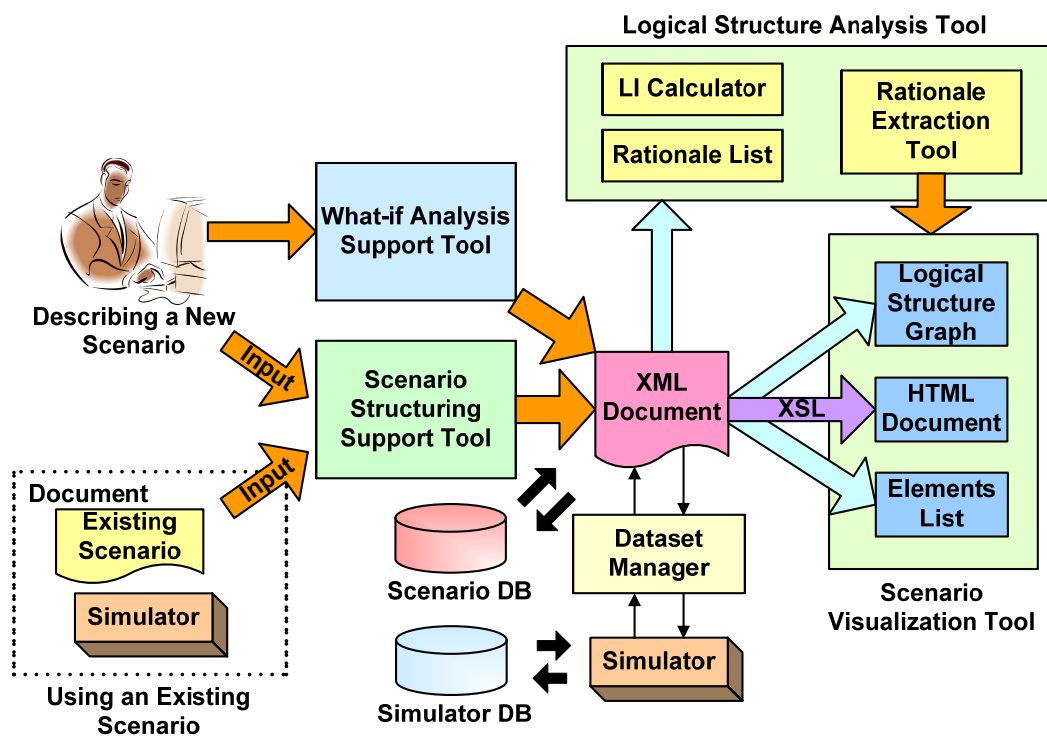 Logical Structure Analysis Tool
LI Calculator
Rationale List
Rationale
Extraction
Tool
What-if Analysis
Support Tool
Describing a New
Scenario
Input
Scenario
Structuring
Support Tool
Input
XML
Document
XSL
Logical
Structure
Graph
HTML
Document
Elements
List
Scenario
Visualization Tool
Document
Existing
Scenario
Simulator
Using an Existing
Scenario
Scenario DB
Simulator DB
Dataset
Manager
Simulator